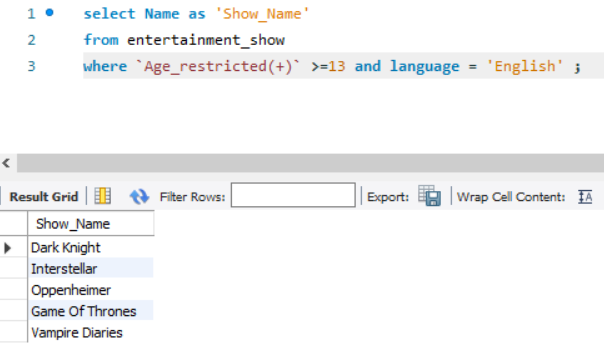 1 select Name as 'Show_Name'
2 from entertainment_show
3 where `Age_restricted(+)` >=13 and language = 'English' ;
Result Grid Filter Rows: Export: Wrap Cell Content:
Show_Name
Dark Knight
Interstellar
Oppenheimer
Game Of Thrones
Vampire Diaries